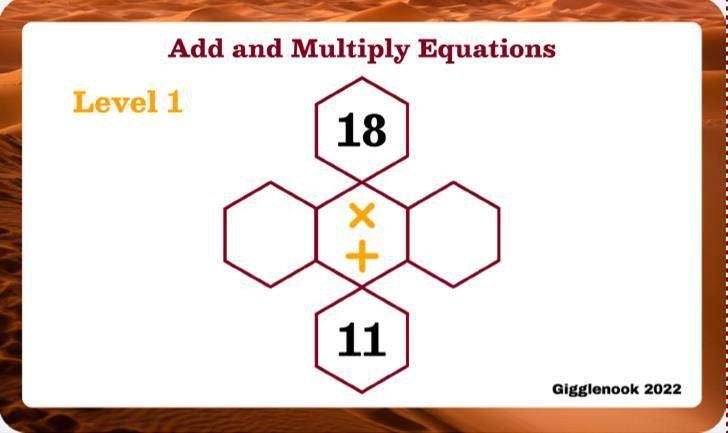 Add and Multiply Equations
Level 1
18
×
+
11
Gigglenook 2022